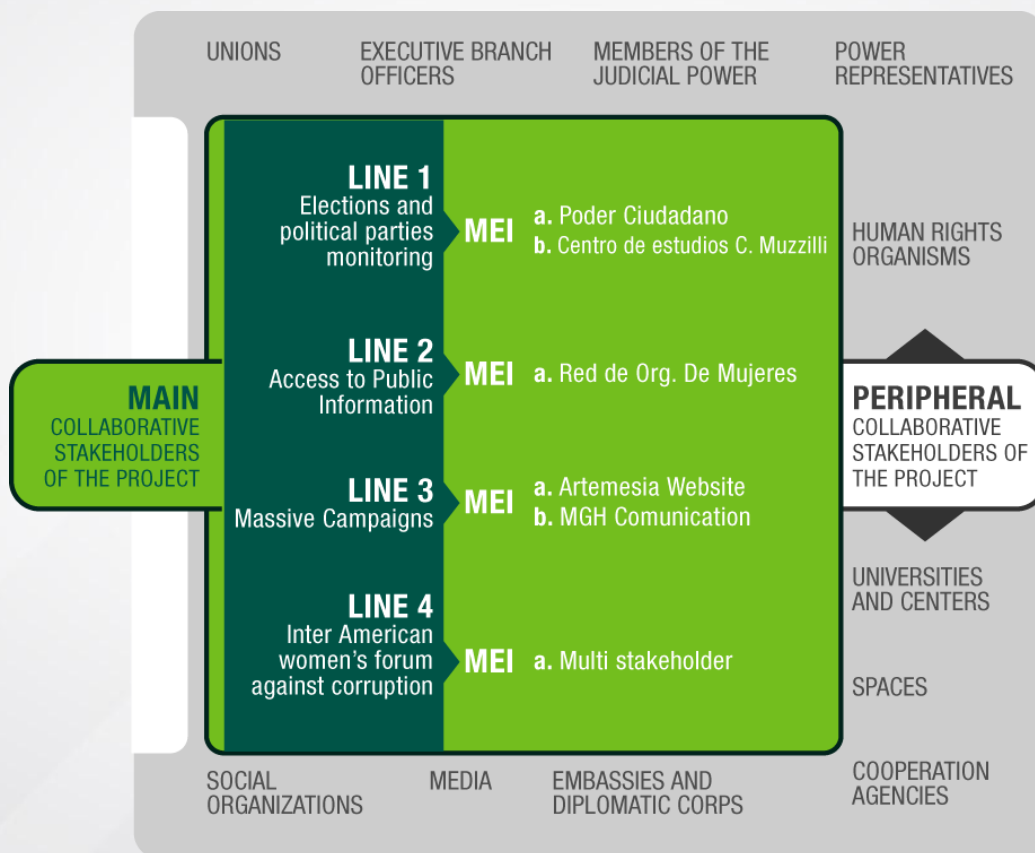 UNIONS
EXECUTIVE BRANCH
OFFICERS
MEMBERS OF THE
JUDICIAL POWER
POWER
REPRESENTATIVES
MAIN
COLLABORATIVE
STAKEHOLDERS
OF THE PROJECT
LINE 1
Elections and
political parties
monitoring
MEI
a. Poder Ciudadano
b. Centro de estudios C. Muzzilli
LINE 2
Access to Public
Information
MEI
a. Red de Org. De Mujeres
LINE 3
Massive Campaigns
MEI
a. Artemesia Website
b. MGH Comunication
LINE 4
Inter American
women's forum
against corruption
MEI
a. Multi stakeholder
HUMAN RIGHTS
ORGANISMS
PERIPHERAL
COLLABORATIVE
STAKEHOLDERS OF
THE PROJECT
UNIVERSITIES
AND CENTERS
SPACES
COOPERATION
AGENCIES
SOCIAL
ORGANIZATIONS
MEDIA
EMBASSIES AND
DIPLOMATIC CORPS